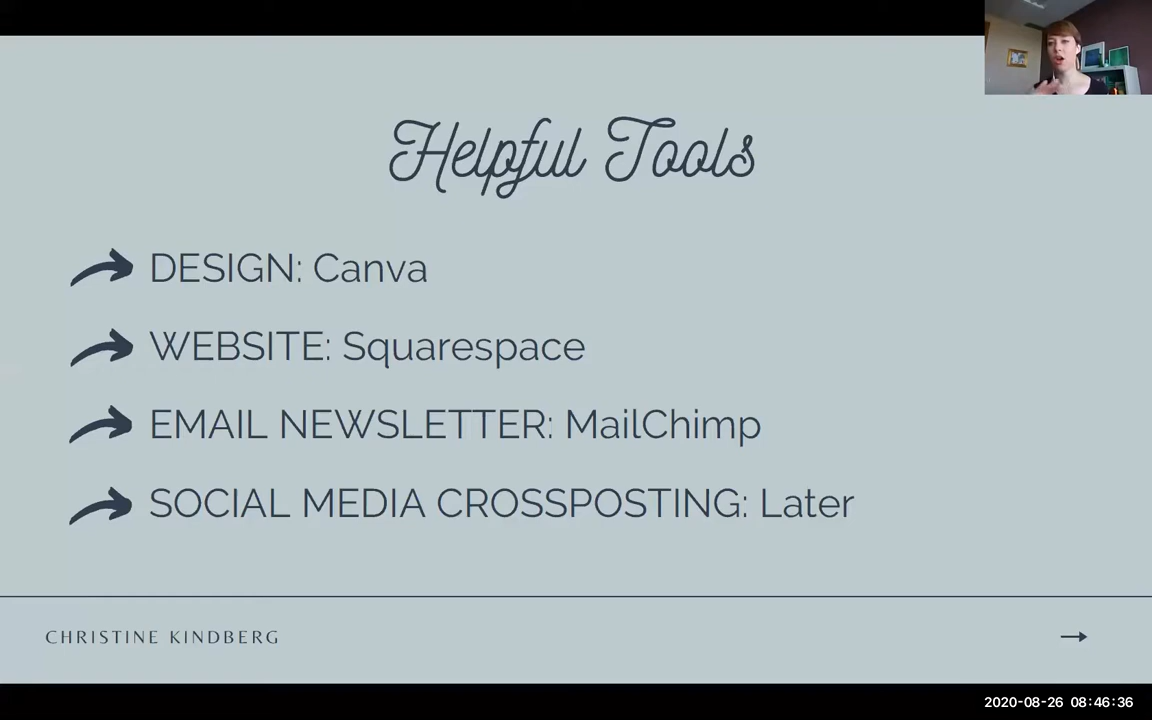 Helpful Tools
DESIGN: Canva
WEBSITE: Squarespace
EMAIL NEWSLETTER: MailChimp
SOCIAL MEDIA CROSSPOSTING: Later
CHRISTINE KINDBERG
2020-08-26 08:46:36